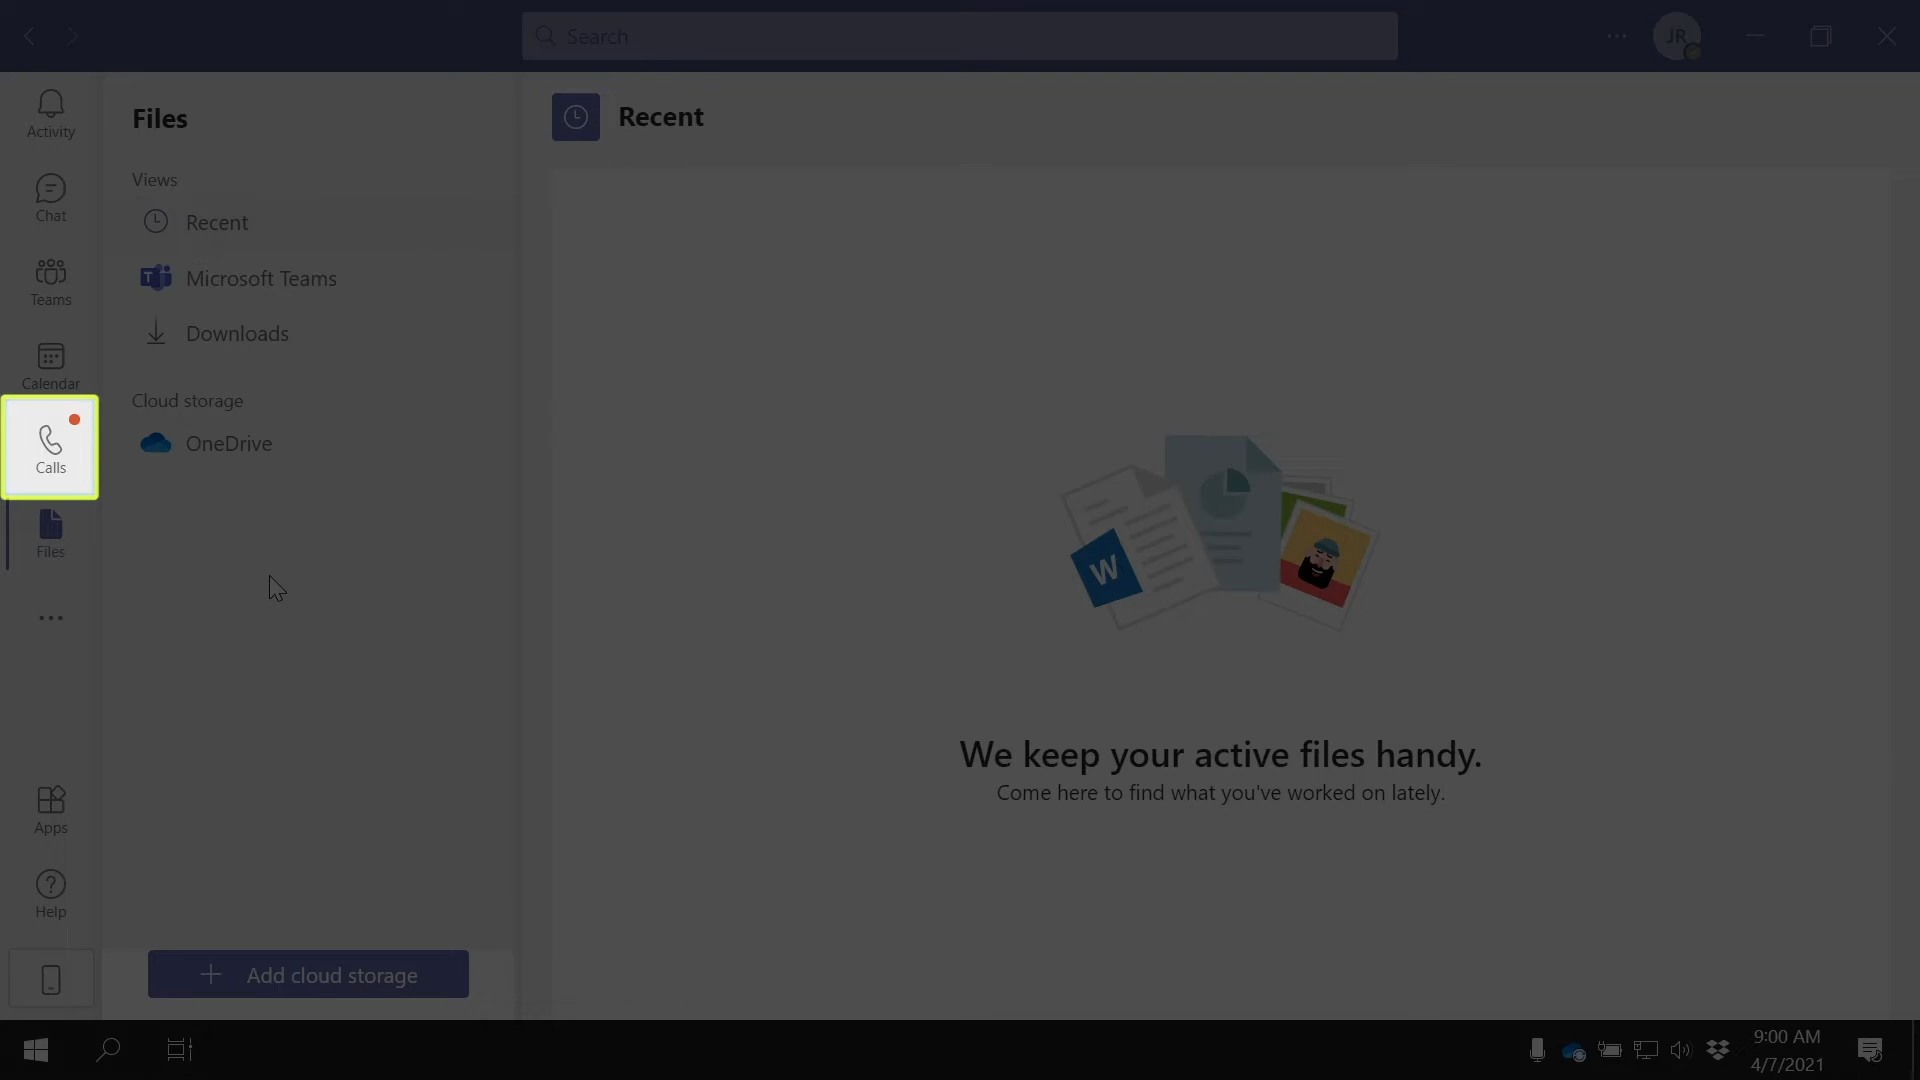 Search
JR
Activity
Chat
Teams
Calendar
Calls
Files
Apps
Help
Files
Views
Recent
Microsoft Teams
Downloads
Cloud storage
OneDrive
Add cloud storage
Recent
W
We keep your active files handy.
Come here to find what you've worked on lately.
9:00 AM
4/7/2021